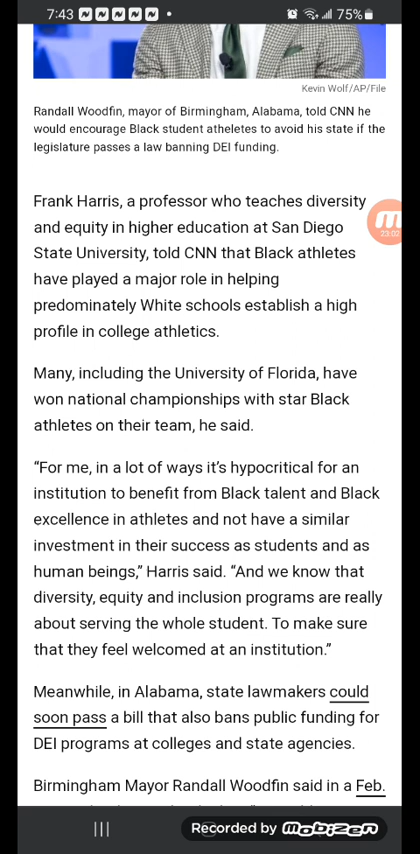 7:43
75%
Kevin Wolf/AP/File
Randall Woodfin, mayor of Birmingham, Alabama, told CNN he
would encourage Black student atheletes to avoid his state if the
legislature passes a law banning DEI funding.
Frank Harris, a professor who teaches diversity
and equity in higher education at San Diego
State University, told CNN that Black athletes
have played a major role in helping
predominately White schools establish a high
profile in college athletics.
23:02
Many, including the University of Florida, have
won national championships with star Black
athletes on their team, he said.
“For me, in a lot of ways it’s hypocritical for an
institution to benefit from Black talent and Black
excellence in athletes and not have a similar
investment in their success as students and as
human beings,” Harris said. “And we know that
diversity, equity and inclusion programs are really
about serving the whole student. To make sure
that they feel welcomed at an institution.”
Meanwhile, in Alabama, state lawmakers could
soon pass a bill that also bans public funding for
DEI programs at colleges and state agencies.
Birmingham Mayor Randall Woodfin said in a Feb.
Recorded by mobizen